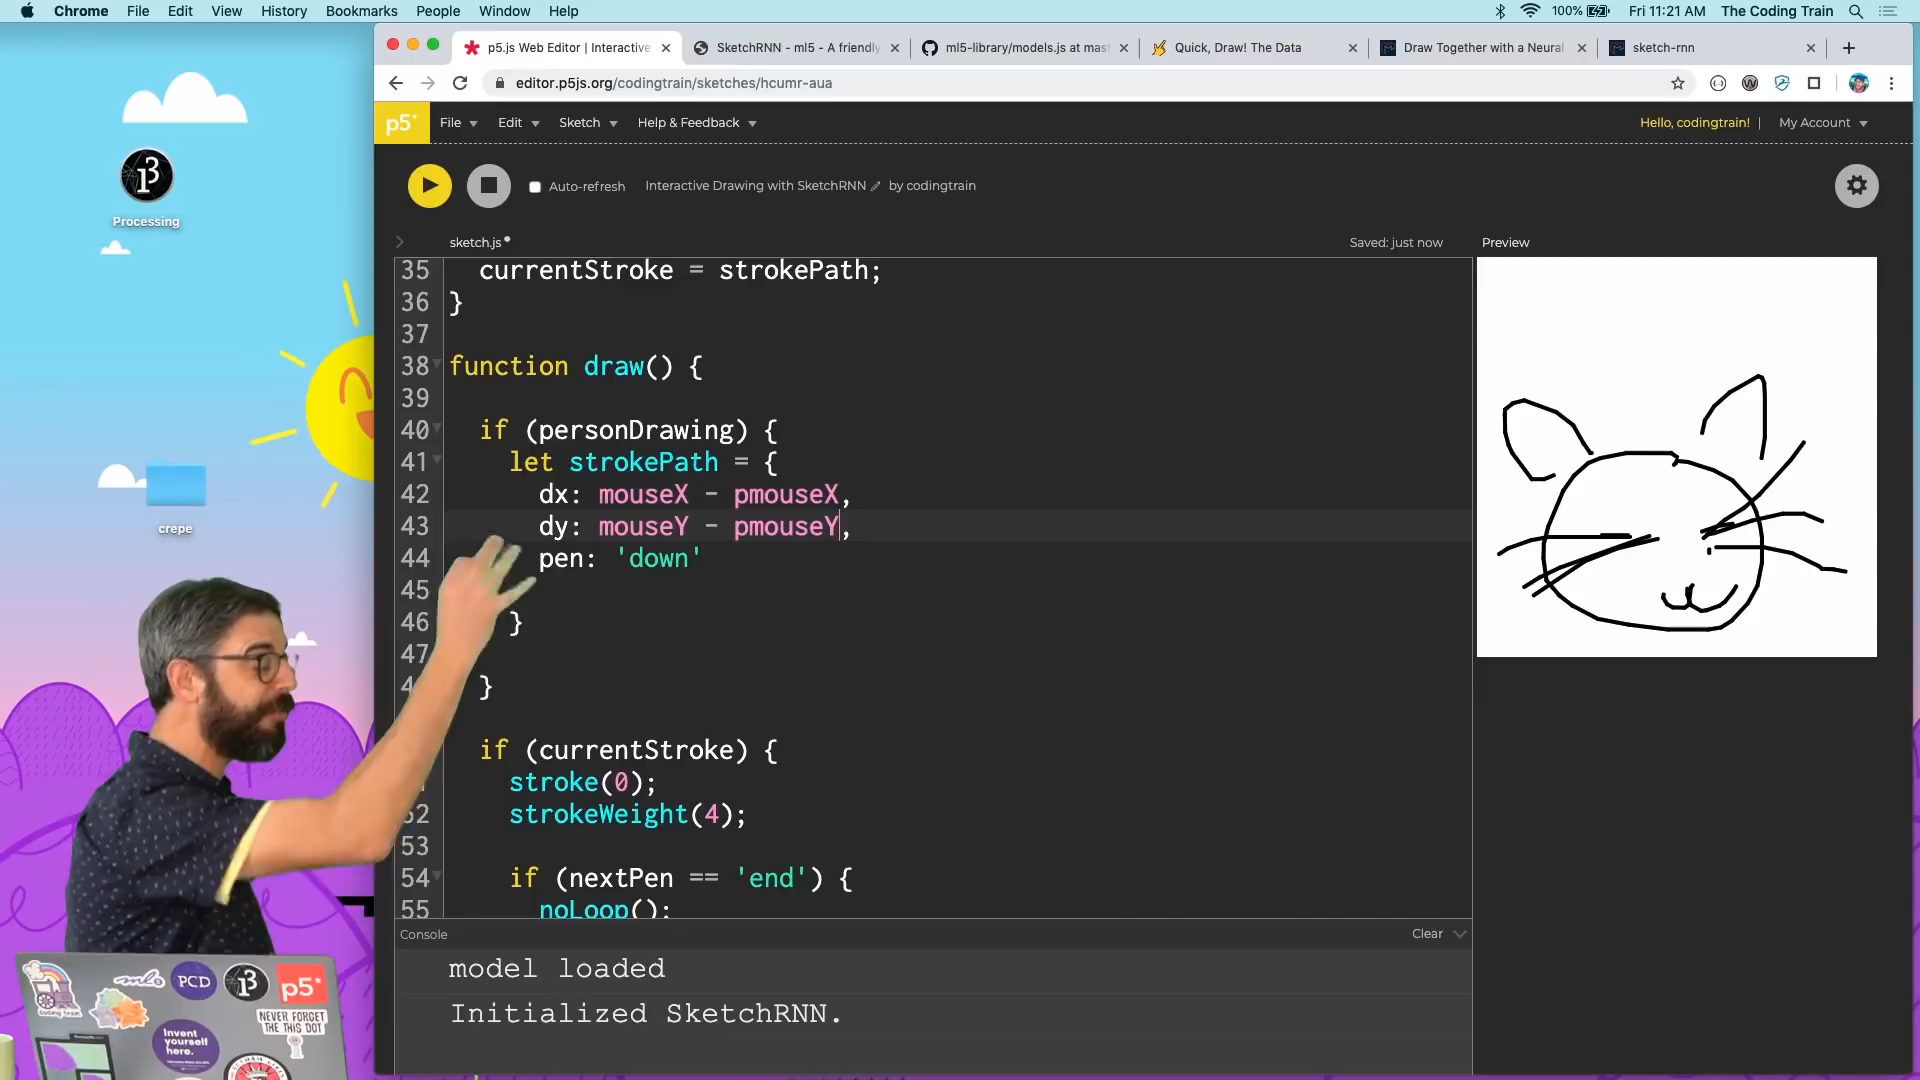 Chrome File Edit View History Bookmarks People Window Help 100% Fri 11:21 AM The Coding Train
p5.js Web Editor | Interactive SketchRNN - ml5 - A friendly ml5-library/models.js at mast Quick, Draw! The Data Draw Together with a Neural sketch-rnn
editor.p5js.org/codingtrain/sketches/hcumr-aua
p5* File Edit Sketch Help & Feedback Hello, codingtrain! | My Account
Auto-refresh Interactive Drawing with SketchRNN by codingtrain
Processing
sketch.js Saved: just now Preview
35 currentStroke = strokePath;
36 }
37
38 function draw() {
39
40 if (personDrawing) {
41 let strokePath = {
42 dx: mouseX - pmouseX,
43 dy: mouseY - pmouseY,
44 pen: 'down'
45
46 }
47
}
if (currentStroke) {
stroke(0);
strokeWeight(4);
53
54 if (nextPen == 'end') {
55 noLoop();
crepe
Console Clear
model loaded
Initialized SketchRNN.
coding train
PCD
p5*
NEVER FORGET
THE THIS DOT
Invent
yourself
here.